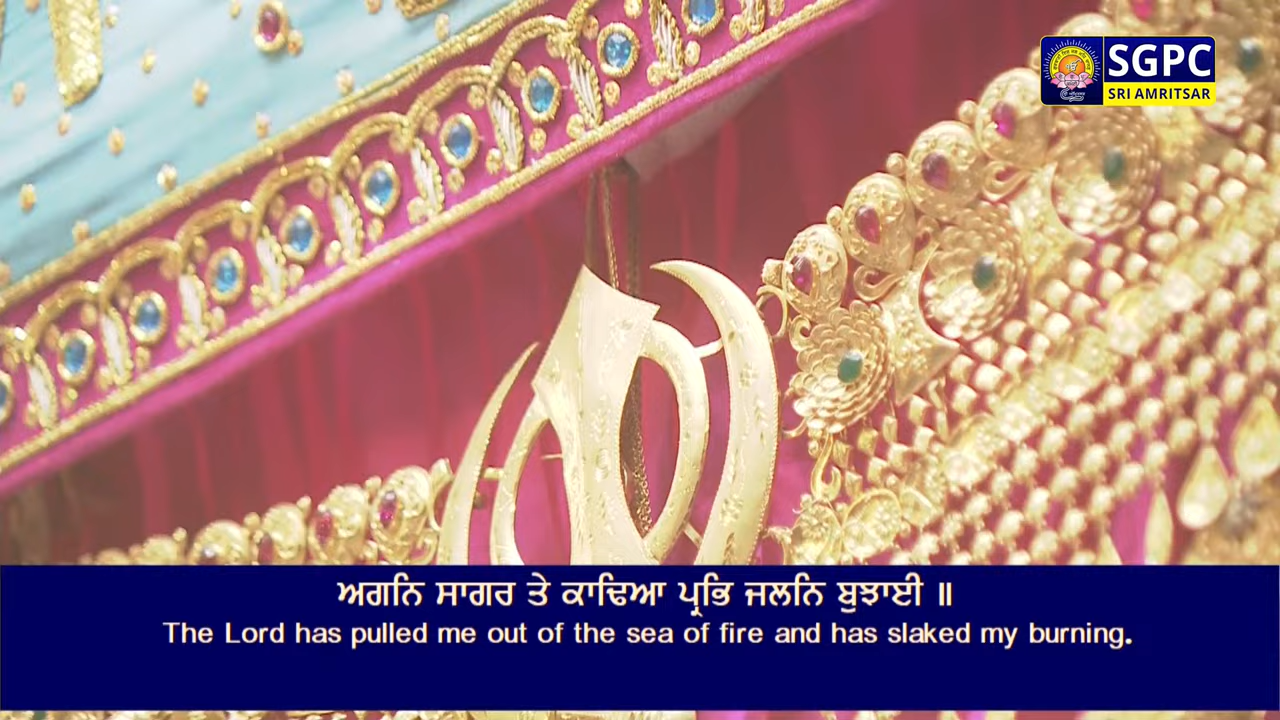 SGPC
SRI AMRITSAR
ਅਗਨਿ ਸਾਗਰ ਤੇ ਕਾਢਿਆ ਪ੍ਰਭਿ ਜਲਨਿ ਬੁਝਾਈ ॥
The Lord has pulled me out of the sea of fire and has slaked my burning.